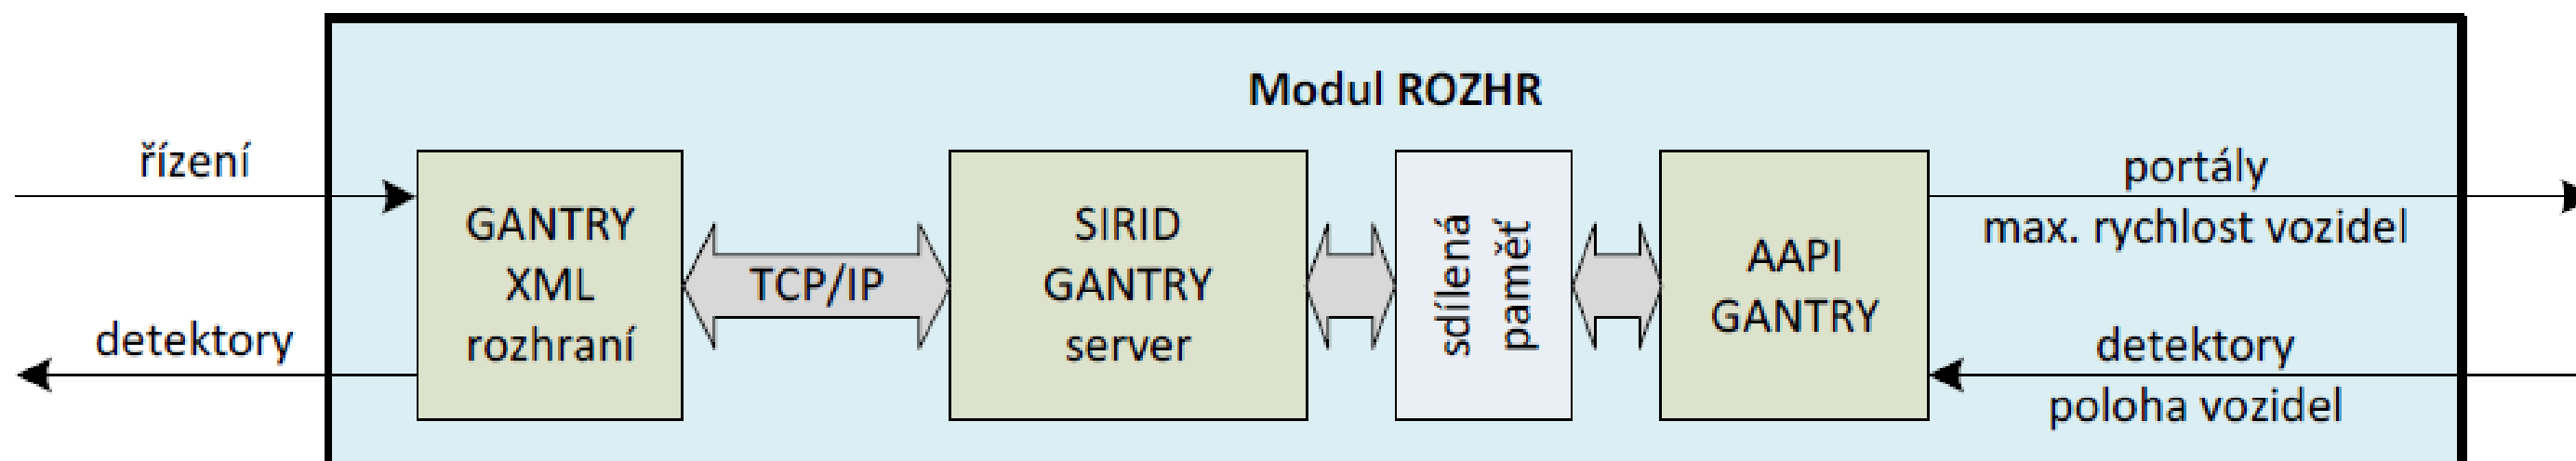 Modul ROZHR
řízení
detektory
GANTRY
XML
rozhraní
TCP/IP
SIRID
GANTRY
server
sdílená
paměť
AAPI
GANTRY
portály
max. rychlost vozidel
detektory
poloha vozidel